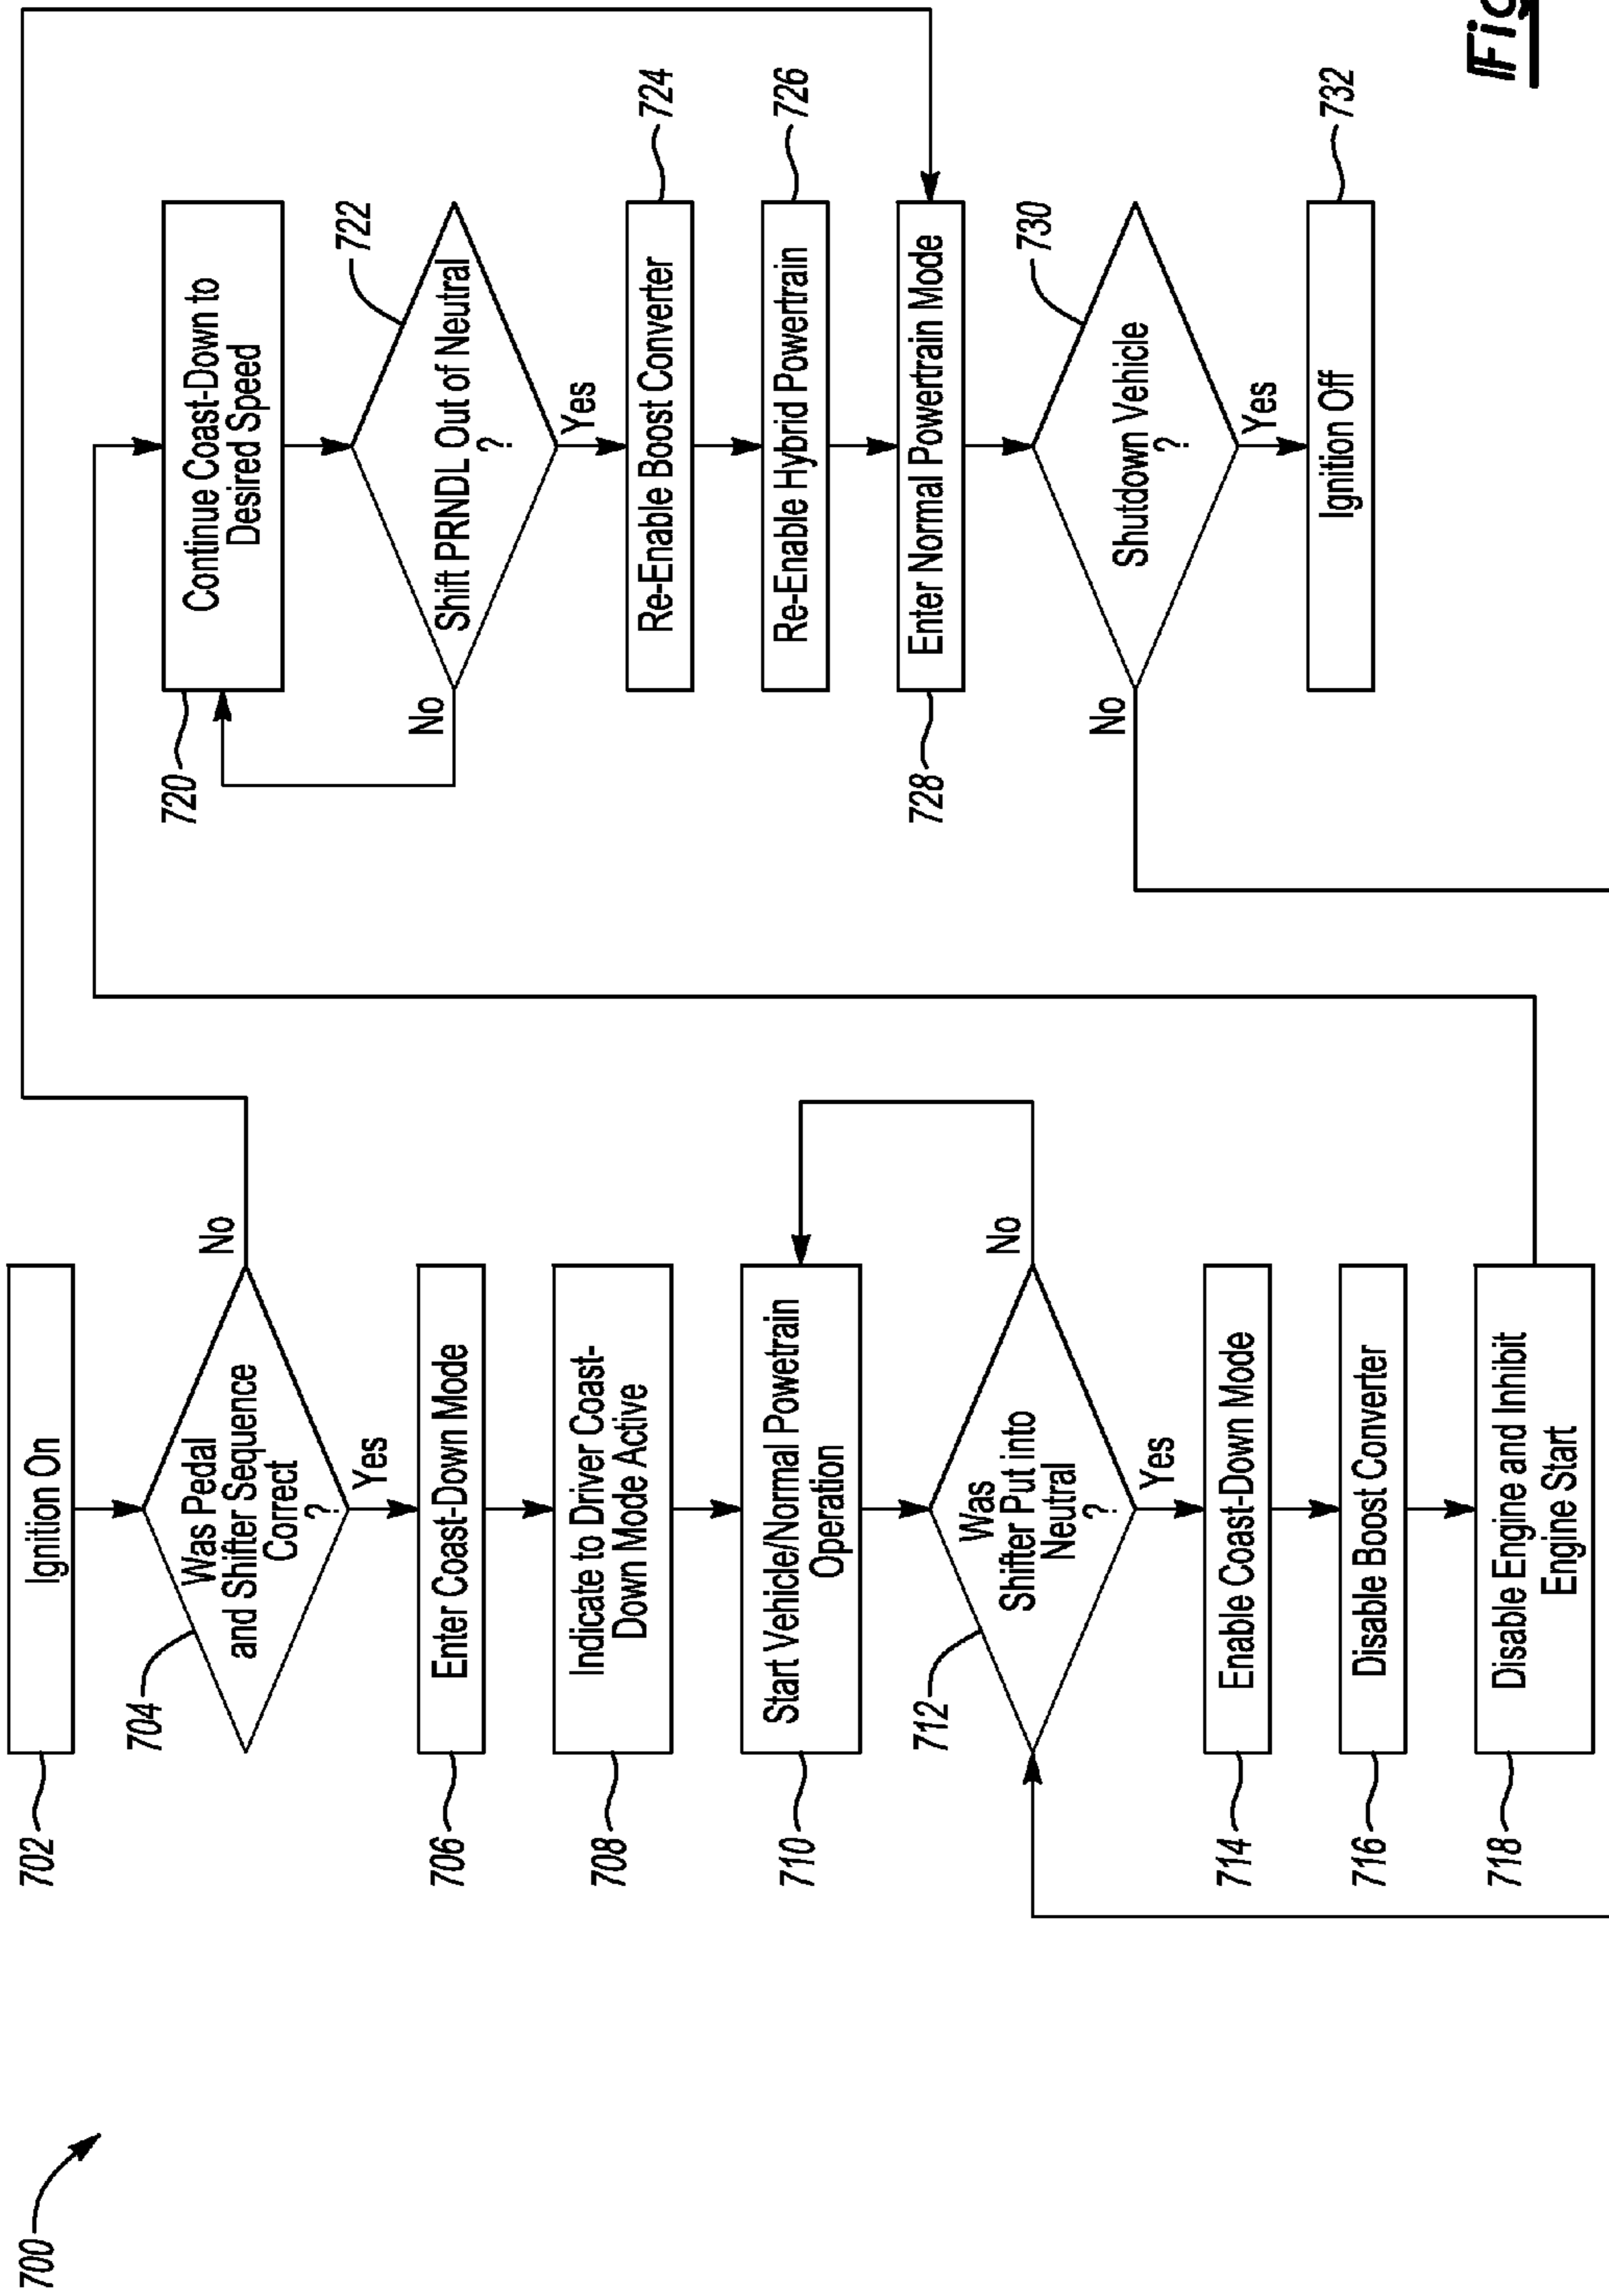 700
702
Ignition On
704
Was Pedal
and Shifter Sequence
Correct
?
No
Yes
706
Enter Coast-Down Mode
708
Indicate to Driver Coast-
Down Mode Active
710
Start Vehicle/Normal Powetrain
Operation
712
Was
Shifter Put into
Neutral
?
No
Yes
714
Enable Coast-Down Mode
716
Disable Boost Converter
718
Disable Engine and Inhibit
Engine Start
720
Continue Coast-Down to
Desired Speed
722
Shift PRNDL Out of Neutral
?
No
Yes
724
Re-Enable Boost Converter
726
Re-Enable Hybrid Powertrain
728
Enter Normal Powertrain Mode
730
Shutdown Vehicle
?
No
Yes
732
Ignition Off
Fig